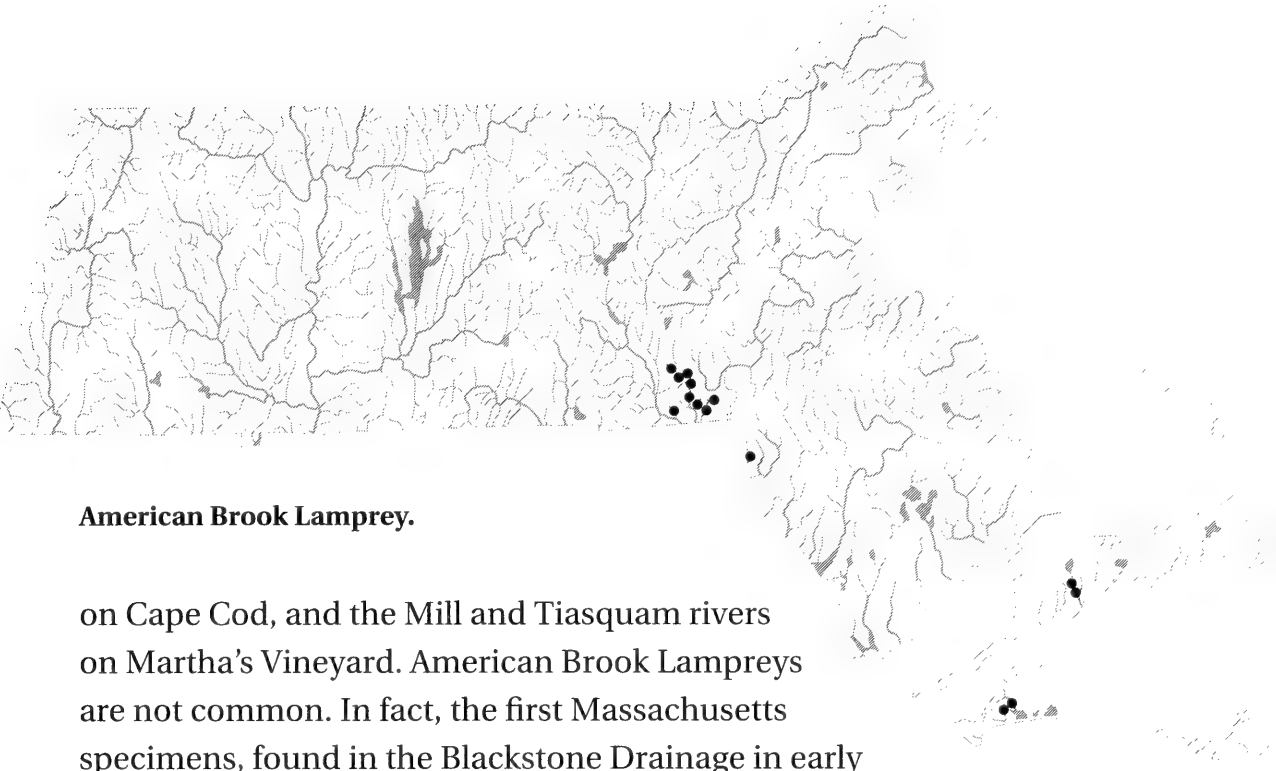 American Brook Lamprey.
on Cape Cod, and the Mill and Tiasquam rivers
on Martha's Vineyard. American Brook Lampreys
are not common. In fact, the first Massachusetts
specimens, found in the Blackstone Drainage in early